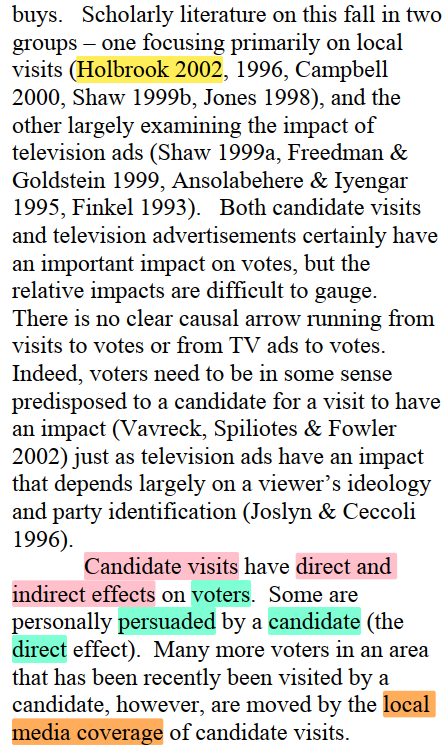 buys.   Scholarly literature on this fall in two
groups – one focusing primarily on local
visits (Holbrook 2002, 1996, Campbell
2000, Shaw 1999b, Jones 1998), and the
other largely examining the impact of
television ads (Shaw 1999a, Freedman &
Goldstein 1999, Ansolabehere & Iyengar
1995, Finkel 1993).   Both candidate visits
and television advertisements certainly have
an important impact on votes, but the
relative impacts are difficult to gauge.
There is no clear causal arrow running from
visits to votes or from TV ads to votes.
Indeed, voters need to be in some sense
predisposed to a candidate for a visit to have
an impact (Vavreck, Spiliotes & Fowler
2002) just as television ads have an impact
that depends largely on a viewer’s ideology
and party identification (Joslyn & Ceccoli
1996).
Candidate visits have direct and
indirect effects on voters.  Some are
personally persuaded by a candidate (the
direct effect).  Many more voters in an area
that has been recently been visited by a
candidate, however, are moved by the local
media coverage of candidate visits.